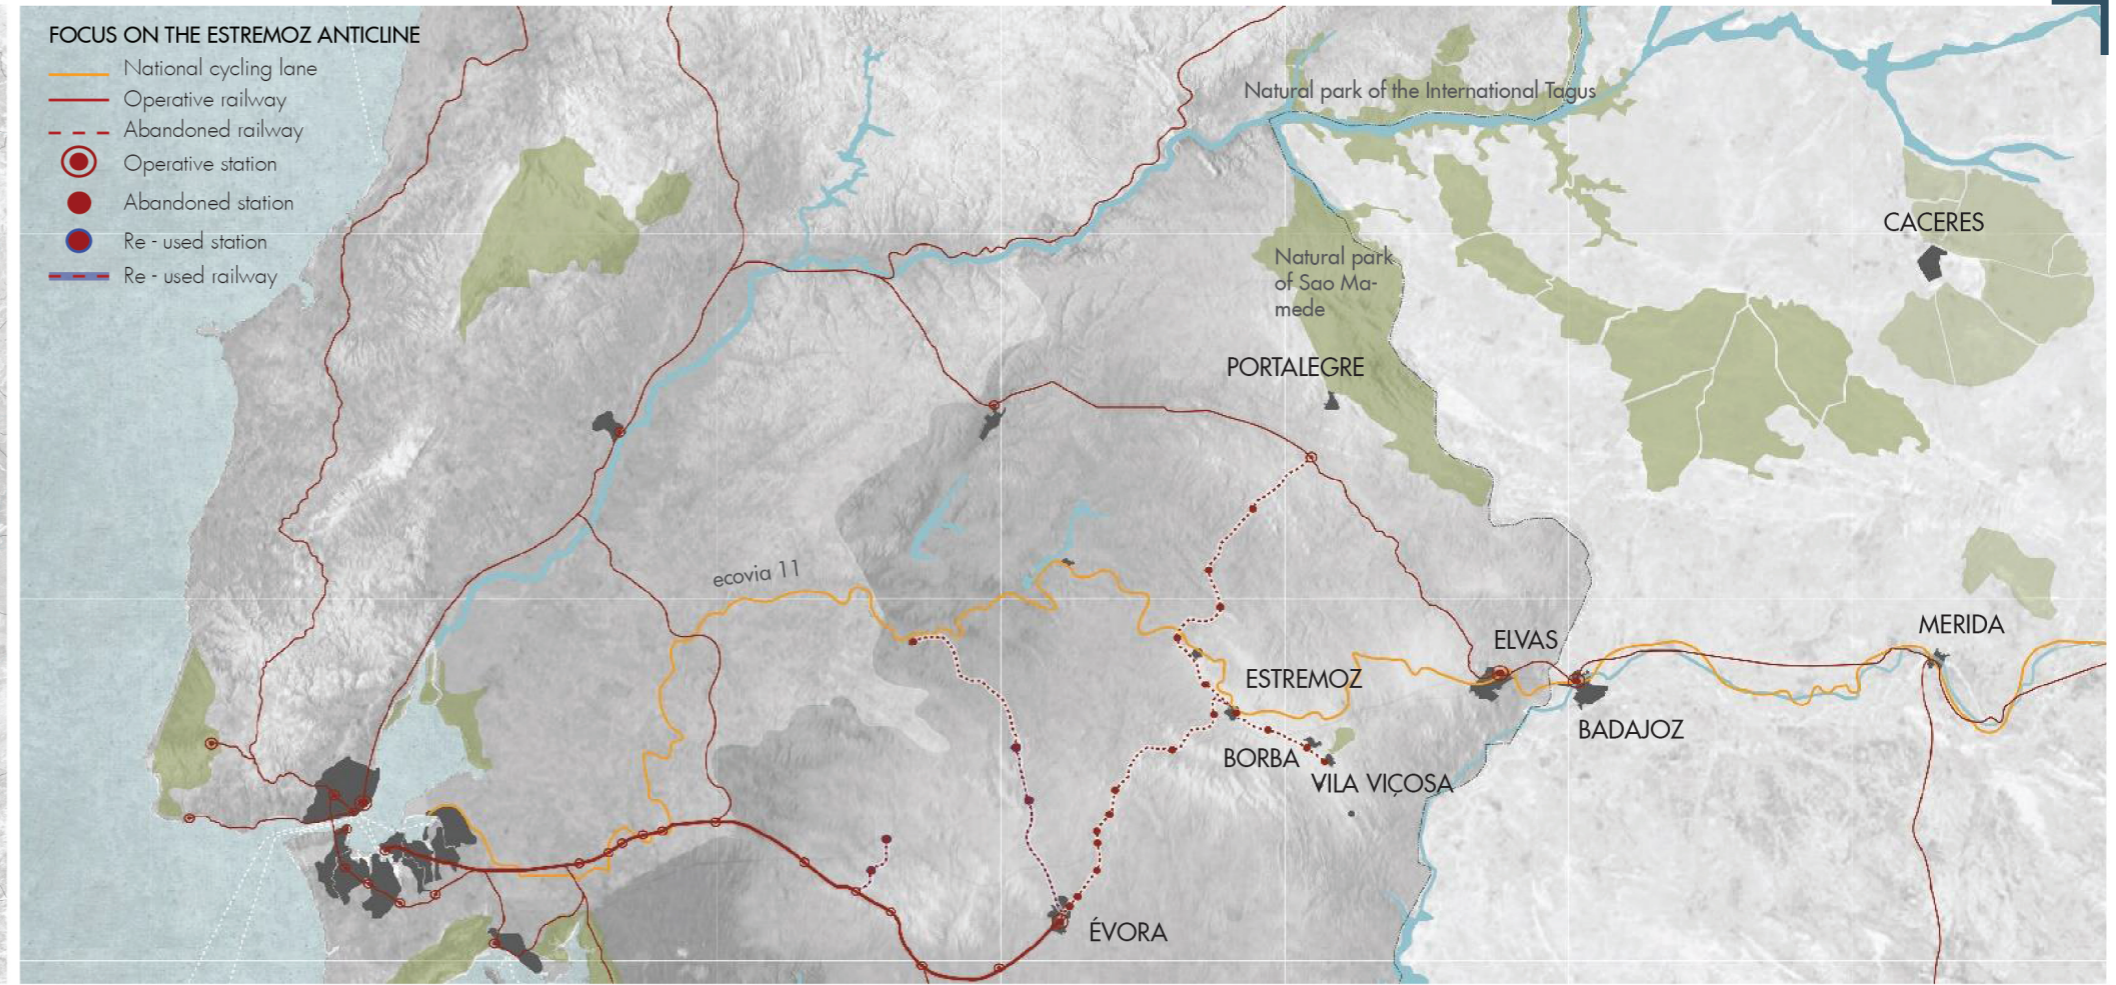 FOCUS ON THE ESTREMOZ ANTICLINE
National cycling lane
Operative railway
Abandoned railway
Operative station
Abandoned station
Re - used station
Re - used railway
Natural park of the International Tagus
CACERES
Natural park
of Sao Ma-
mede
PORTALEGRE
ecovia 11
MERIDA
ELVAS
ESTREMOZ
BADAJOZ
BORBA
VILA VIÇOSA
ÉVORA